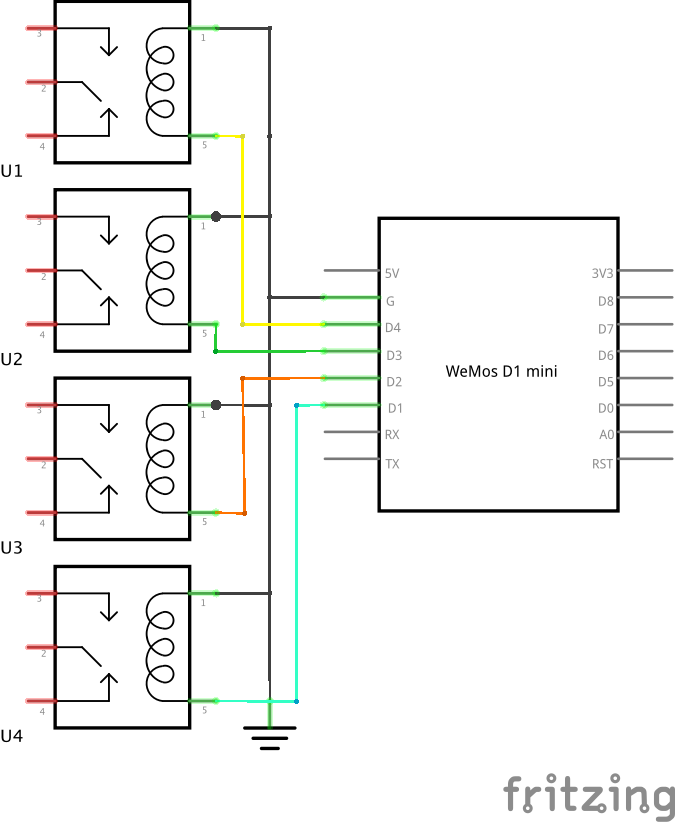 3
1
2
4
5
U1
3
1
2
4
5
U2
3
1
2
4
5
U3
3
1
2
4
5
U4
5V 3V3
G D8
D4 D7
D3 D6
WeMos D1 mini
D2 D5
D1 D0
RX A0
TX RST
fritzing